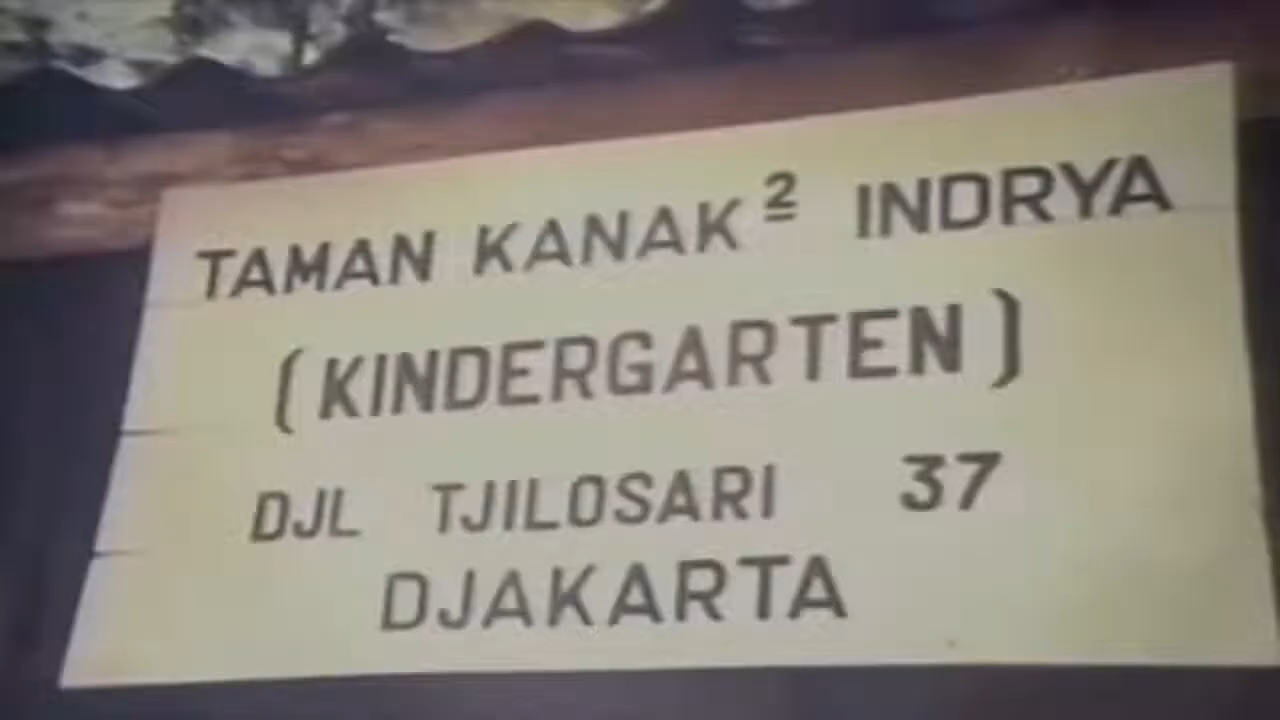 TAMAN KANAK² INDRYA
(KINDERGARTEN)
DJL TJILOSARI 37
DJAKARTA